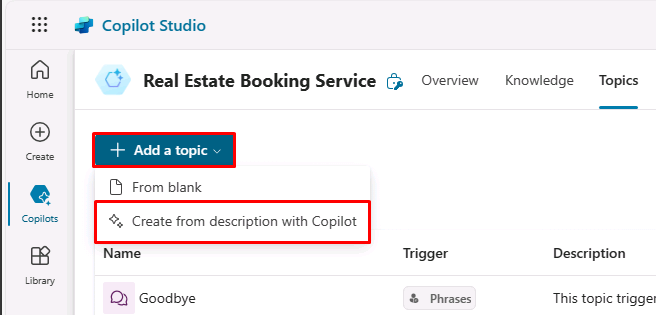 Copilot Studio
Home
Create
Copilots
Library
Real Estate Booking Service
Overview
Knowledge
Topics
Add a topic
From blank
Create from description with Copilot
Name
Trigger
Description
Goodbye
Phrases
This topic trigger